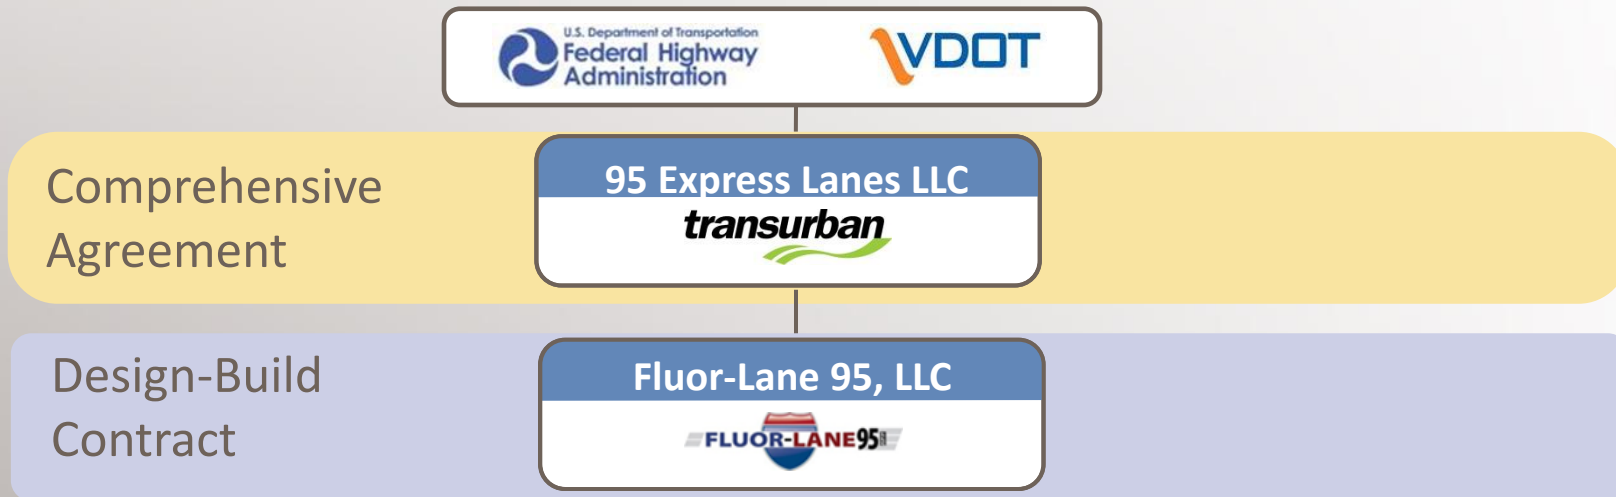 U.S. Department of Transportation
Federal Highway
Administration
VDOT
Comprehensive
Agreement
95 Express Lanes LLC
transurban
Design-Build
Contract
Fluor-Lane 95, LLC
FLUOR-LANE95